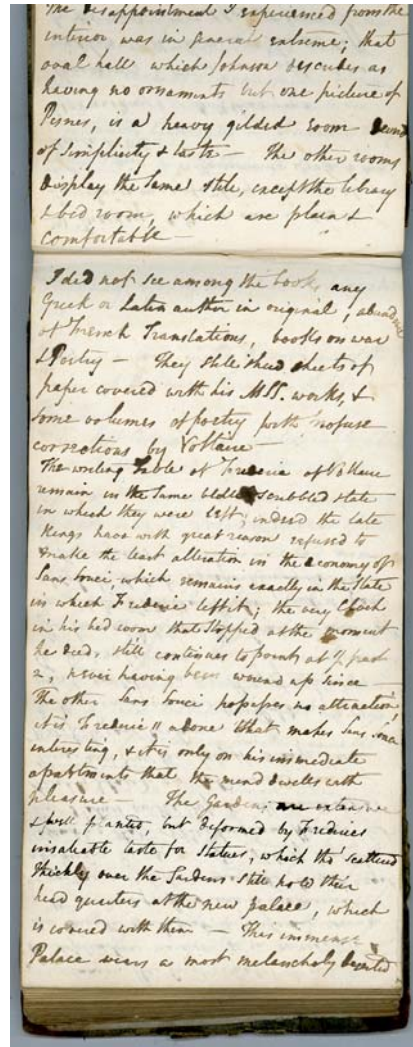 The disappointment I experienced from the
interior was in general extreme; that
oval hall which Johnson describes as
having no ornaments but one picture of
Pesnes, is a heavy gilded room devoid
of simplicity & taste — The other rooms
display the same stile, except the library
& bed room, which are plain &
comfortable —
I did not see among the books any
Greek or Latin author in original, abundance
of French Translations, books on war
& Poetry — They still shew sheets of
paper covered with his MSS. works, &
some volumes of poetry with profuse
corrections by Voltaire —
The writing table of Frederic of Voltaire
remain in the same scribbled state
in which they were left; indeed the late
Kings have with great reason refused to
make the least alteration in the economy of
Sans Souci, which remains exactly in the state
in which Frederic left it; the very Clock
in his bed room that stopped at the moment
he died, still continues to point at past
2, never having been wound up since —
The other Sans Souci possesses no attraction,
it is Frederic II alone that makes Sans Souci
interesting, & it is only on his immediate
apartments that the mind dwells with
pleasure — The Gardens are extensive
& well planted, but deformed by Frederics
insatiable taste for statues, which tho' scattered
thickly over the Gardens still hold their
head quarters at the new palace, which
is covered with them — This immense
Palace wears a most melancholy deserted